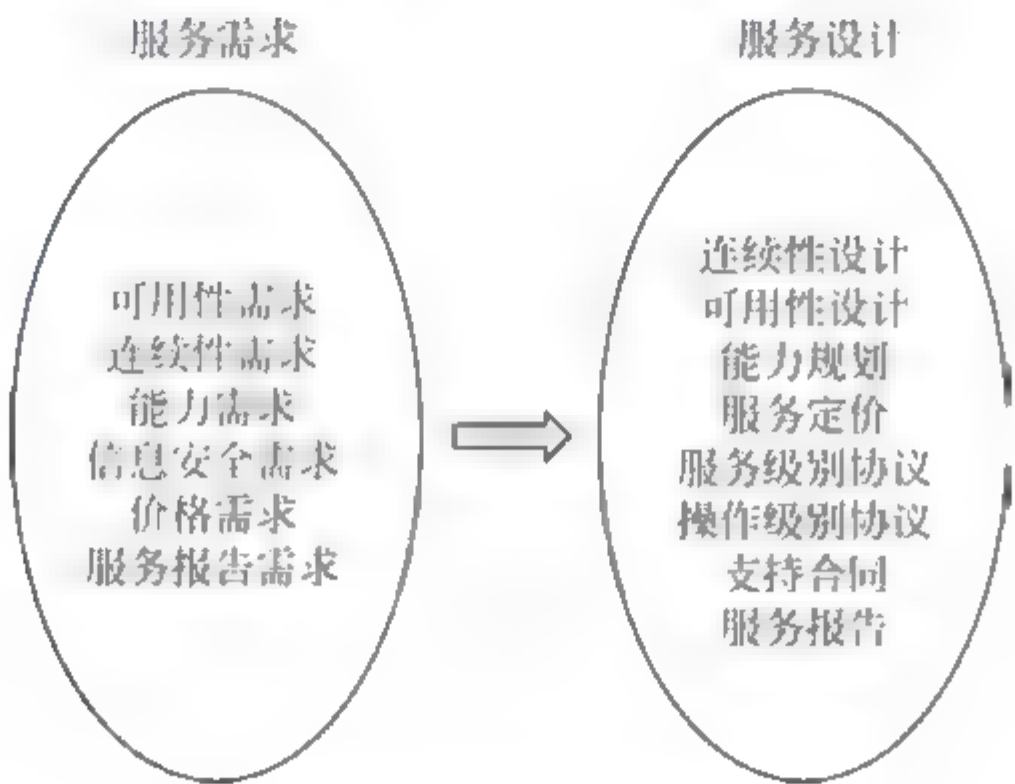 服务需求
可用性需求
连续性需求
能力需求
信息安全需求
价格需求
服务报告需求
服务设计
连续性设计
可用性设计
能力规划
服务定价
服务级别协议
操作级别协议
支持合同
服务报告